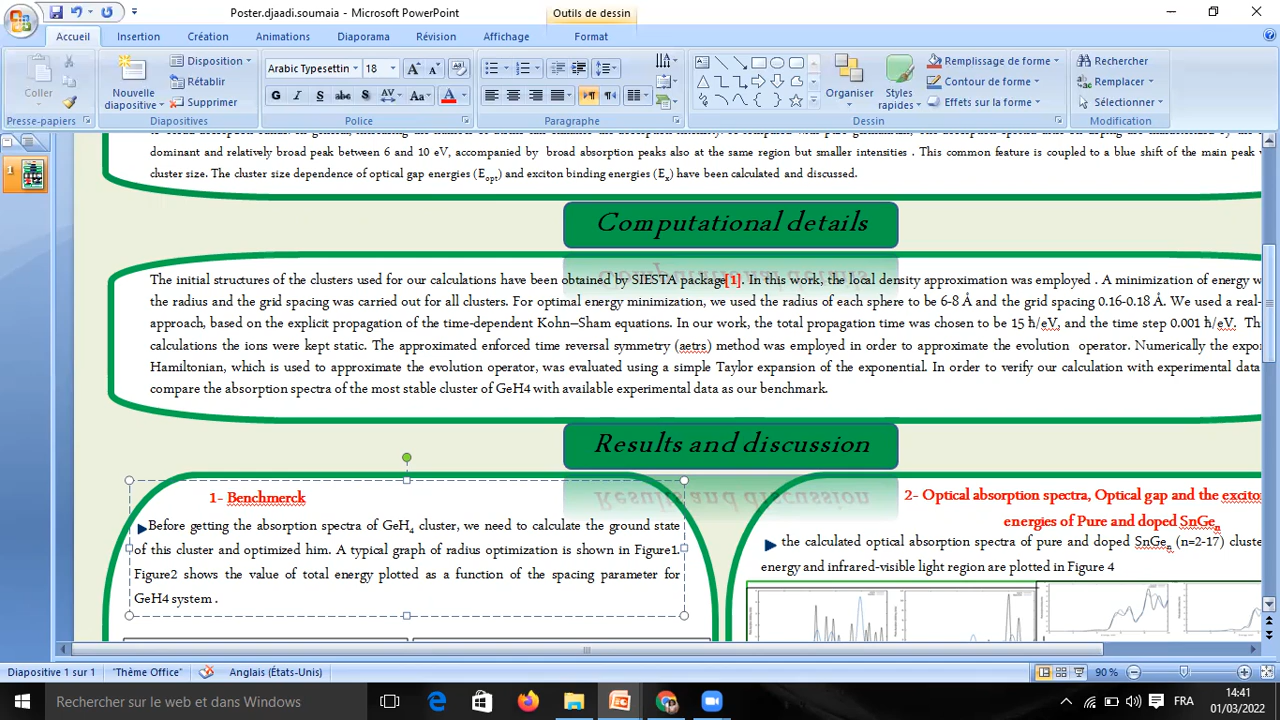 Poster.djaadi.soumaia - Microsoft PowerPoint
Outils de dessin
Accueil Insertion Création Animations Diaporama Révision Affichage Format
Coller
Presse-papiers
Nouvelle diapositive
Disposition
Rétablir
Supprimer
Diapositives
Arabic Typesettin 18
G I S abc S AV Aa A
Police
Paragraphe
Organiser
Styles rapides
Remplissage de forme
Contour de forme
Effets sur la forme
Dessin
Rechercher
Remplacer
Sélectionner
Modification
1
dominant and relatively broad peak between 6 and 10 eV, accompanied by broad absorption peaks also at the same region but smaller intensities . This common feature is coupled to a blue shift of the main peak
cluster size. The cluster size dependence of optical gap energies (Eopt) and exciton binding energies (Ex) have been calculated and discussed.
Computational details
The initial structures of the clusters used for our calculations have been obtained by SIESTA package[1]. In this work, the local density approximation was employed . A minimization of energy w
the radius and the grid spacing was carried out for all clusters. For optimal energy minimization, we used the radius of each sphere to be 6-8 Å and the grid spacing 0.16-0.18 Å. We used a real-
approach, based on the explicit propagation of the time-dependent Kohn–Sham equations. In our work, the total propagation time was chosen to be 15 ħ/eV, and the time step 0.001 ħ/eV. Th
calculations the ions were kept static. The approximated enforced time reversal symmetry (aetrs) method was employed in order to approximate the evolution operator. Numerically the expo
Hamiltonian, which is used to approximate the evolution operator, was evaluated using a simple Taylor expansion of the exponential. In order to verify our calculation with experimental data
compare the absorption spectra of the most stable cluster of GeH4 with available experimental data as our benchmark.
Results and discussion
1- Benchmerck
Before getting the absorption spectra of GeH4 cluster, we need to calculate the ground state
of this cluster and optimized him. A typical graph of radius optimization is shown in Figure1.
Figure2 shows the value of total energy plotted as a function of the spacing parameter for
GeH4 system .
2- Optical absorption spectra, Optical gap and the excito
energies of Pure and doped SnGen
the calculated optical absorption spectra of pure and doped SnGen (n=2-17) cluste
energy and infrared-visible light region are plotted in Figure 4
Diapositive 1 sur 1 "Thème Office" Anglais (États-Unis) 90 %
Rechercher sur le web et dans Windows
FRA
14:41
01/03/2022